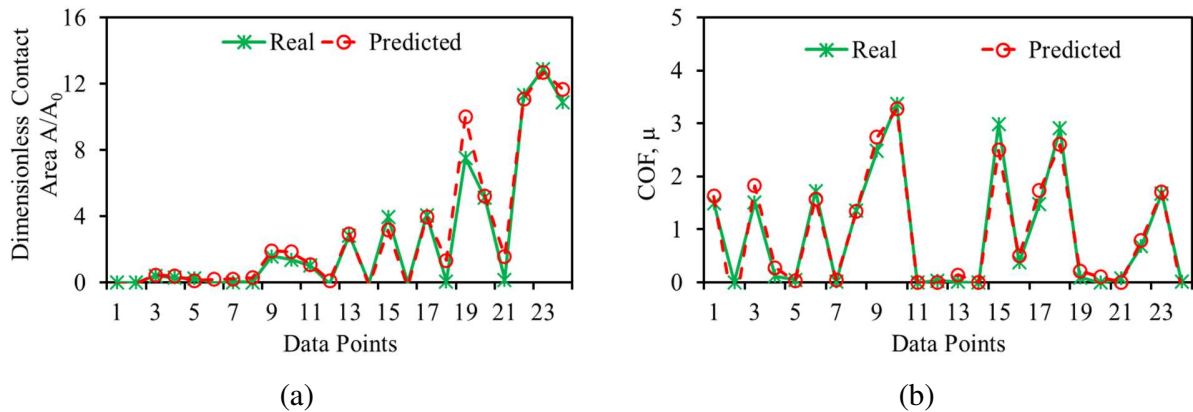 Dimensionless Contact
Area A/A0
16
12
8
4
0
Real
Predicted
1 3 5 7 9 11 13 15 17 19 21 23
Data Points
(a)
COF, μ
5
4
3
2
1
0
Real
Predicted
1 3 5 7 9 11 13 15 17 19 21 23
Data Points
(b)